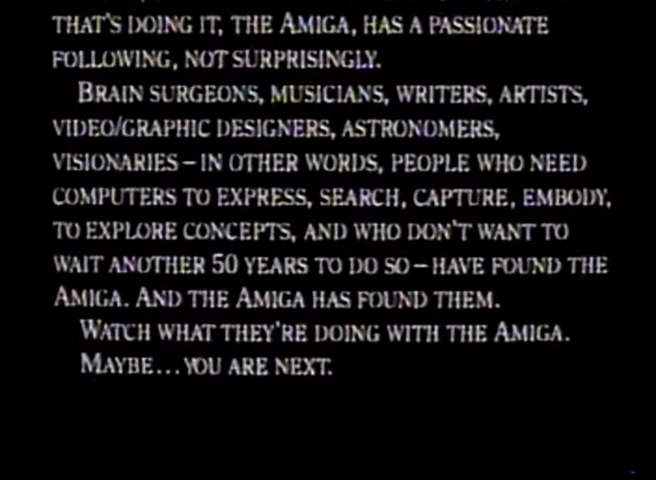 THAT'S DOING IT, THE AMIGA, HAS A PASSIONATE
FOLLOWING, NOT SURPRISINGLY.
BRAIN SURGEONS, MUSICIANS, WRITERS, ARTISTS,
VIDEO/GRAPHIC DESIGNERS, ASTRONOMERS,
VISIONARIES – IN OTHER WORDS, PEOPLE WHO NEED
COMPUTERS TO EXPRESS, SEARCH, CAPTURE, EMBODY,
TO EXPLORE CONCEPTS, AND WHO DON'T WANT TO
WAIT ANOTHER 50 YEARS TO DO SO – HAVE FOUND THE
AMIGA. AND THE AMIGA HAS FOUND THEM.
WATCH WHAT THEY'RE DOING WITH THE AMIGA.
MAYBE...YOU ARE NEXT.